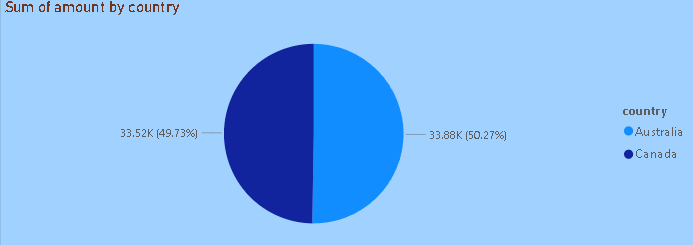 Sum of amount by country
33.52K (49.73%)
33.88K (50.27%)
country
Australia
Canada